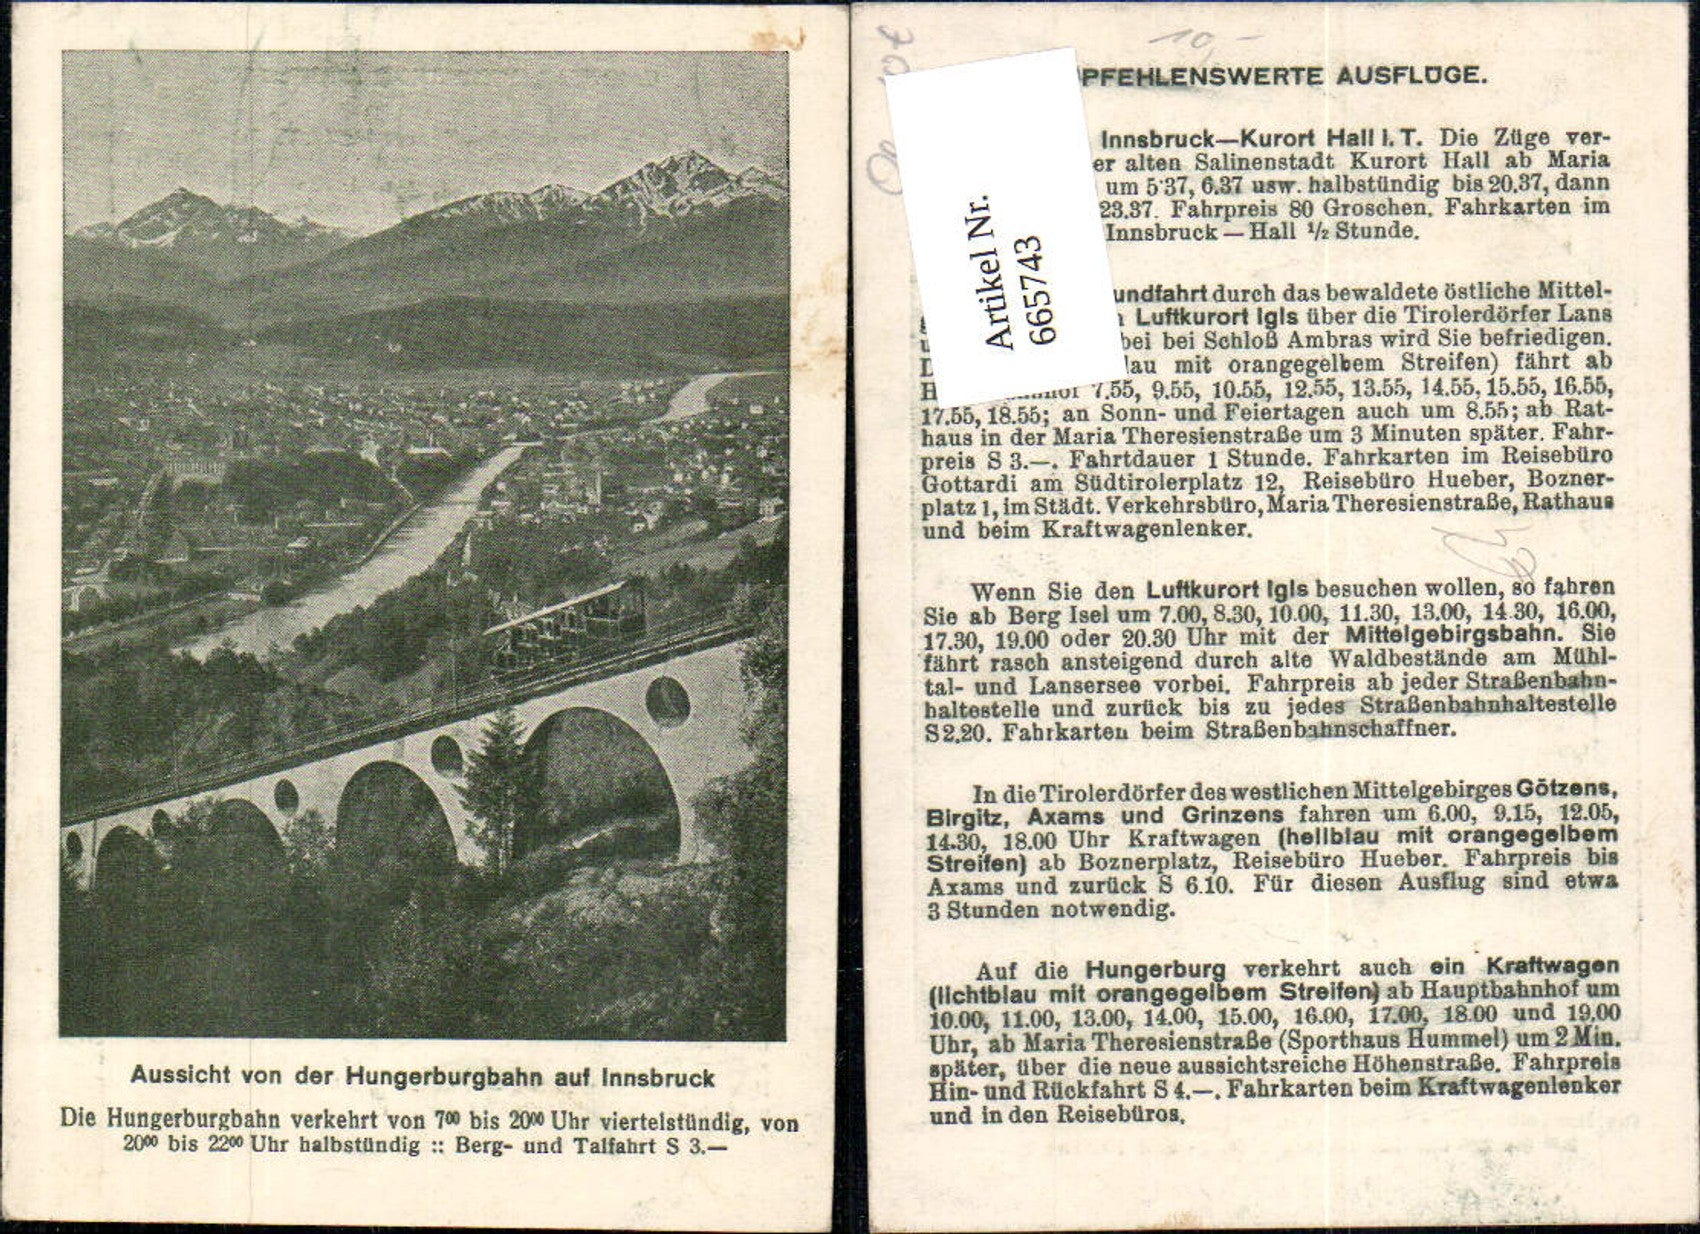 Aussicht von der Hungerburgbahn auf Innsbruck
Die Hungerburgbahn verkehrt von 7⁰⁰ bis 20⁰⁰ Uhr viertelstündig, von
20⁰⁰ bis 22⁰⁰ Uhr halbstündig :: Berg- und Talfahrt S 3.—
10,-
PFEHLENSWERTE AUSFLÜGE.
Artikel Nr.
665743
Innsbruck—Kurort Hall i. T. Die Züge ver-
er alten Salinenstadt Kurort Hall ab Maria
um 5·37, 6.37 usw. halbstündig bis 20.37, dann
23.37. Fahrpreis 80 Groschen. Fahrkarten im
Innsbruck — Hall ½ Stunde.
undfahrt durch das bewaldete östliche Mittel-
Luftkurort Igls über die Tirolerdörfer Lans
bei bei Schloß Ambras wird Sie befriedigen.
lau mit orangegelbem Streifen) fährt ab
7.55, 9.55, 10.55, 12.55, 13.55, 14.55, 15.55, 16.55,
17.55, 18.55; an Sonn- und Feiertagen auch um 8.55; ab Rat-
haus in der Maria Theresienstraße um 3 Minuten später. Fahr-
preis S 3.—. Fahrtdauer 1 Stunde. Fahrkarten im Reisebüro
Gottardi am Südtirolerplatz 12, Reisebüro Hueber, Bozner-
platz 1, im Städt. Verkehrsbüro, Maria Theresienstraße, Rathaus
und beim Kraftwagenlenker.
Wenn Sie den Luftkurort Igls besuchen wollen, so fahren
Sie ab Berg Isel um 7.00, 8.30, 10.00, 11.30, 13.00, 14.30, 16.00,
17.30, 19.00 oder 20.30 Uhr mit der Mittelgebirgsbahn. Sie
fährt rasch ansteigend durch alte Waldbestände am Mühl-
tal- und Lansersee vorbei. Fahrpreis ab jeder Straßenbahn-
haltestelle und zurück bis zu jedes Straßenbahnhaltestelle
S 2.20. Fahrkarten beim Straßenbahnschaffner.
In die Tirolerdörfer des westlichen Mittelgebirges Götzens,
Birgitz, Axams und Grinzens fahren um 6.00, 9.15, 12.05,
14.30, 18.00 Uhr Kraftwagen (hellblau mit orangegelbem
Streifen) ab Boznerplatz, Reisebüro Hueber. Fahrpreis bis
Axams und zurück S 6.10. Für diesen Ausflug sind etwa
3 Stunden notwendig.
Auf die Hungerburg verkehrt auch ein Kraftwagen
(lichtblau mit orangegelbem Streifen) ab Hauptbahnhof um
10.00, 11.00, 13.00, 14.00, 15.00, 16.00, 17.00, 18.00 und 19.00
Uhr, ab Maria Theresienstraße (Sporthaus Hummel) um 2 Min.
später, über die neue aussichtsreiche Höhenstraße. Fahrpreis
Hin- und Rückfahrt S 4.—. Fahrkarten beim Kraftwagenlenker
und in den Reisebüros.